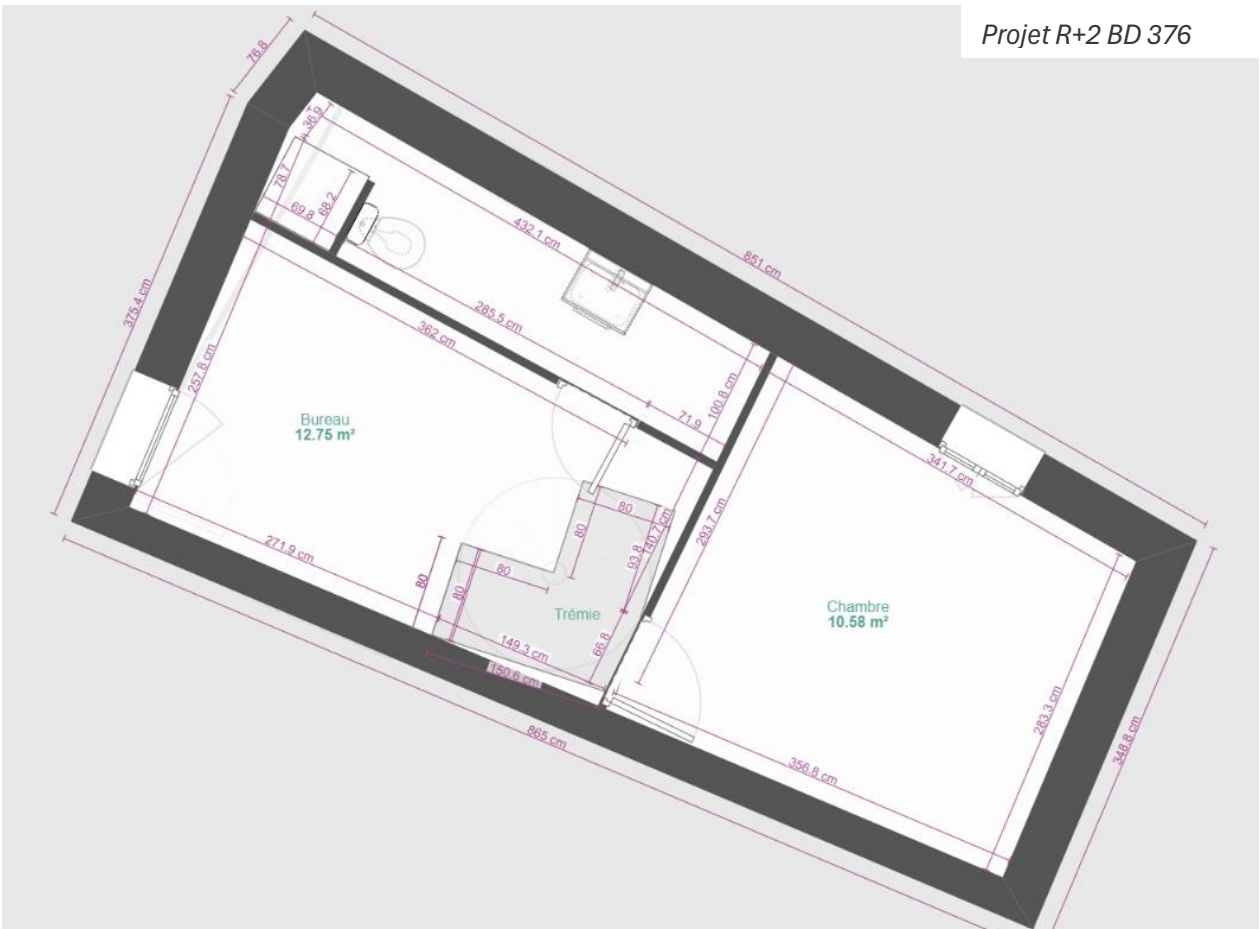 Projet R+2 BD 376
76.8
36.9
78.7
69.8
68.2
432.1 cm
851 cm
375.4 cm
285.5 cm
362 cm
257.8 cm
100.8 cm
71.9
Bureau
12.75 m²
341.7 cm
80
80
140.7 cm
93.8
293.7 cm
271.9 cm
80
80
80
Trémie
Chambre
10.58 m²
149.3 cm
66.8
150.6 cm
865 cm
283.3 cm
348.8 cm
356.8 cm